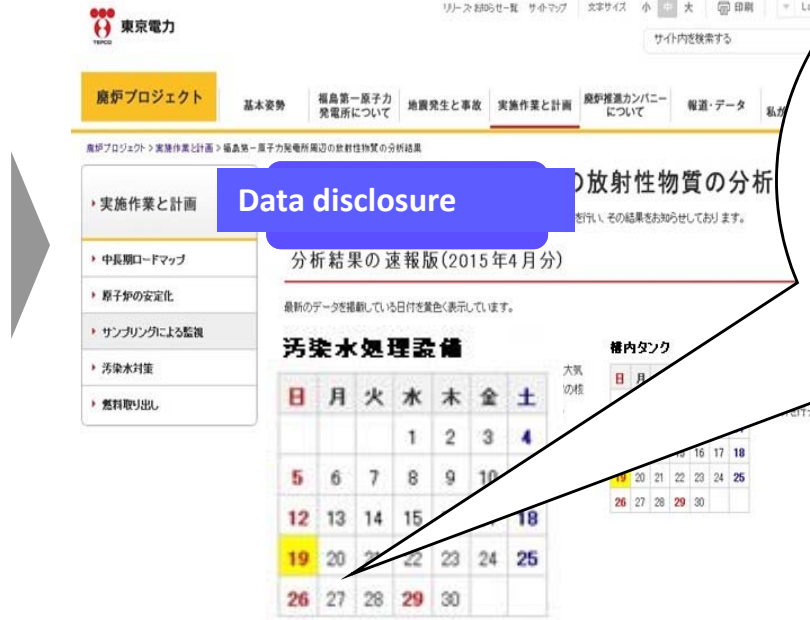 リリース・お知らせ一覧 サイトマップ 文字サイズ 小 中 大 印刷
東京電力
TEPCO
サイト内を検索する
廃炉プロジェクト
基本姿勢
福島第一原子力
発電所について
地震発生と事故
実施作業と計画
廃炉推進カンパニー
について
報道・データ
廃炉プロジェクト > 実施作業と計画 > 福島第一原子力発電所周辺の放射性物質の分析結果
実施作業と計画
中長期ロードマップ
原子炉の安定化
サンプリングによる監視
汚染水対策
燃料取り出し
Data disclosure
放射性物質の分析
を行い、その結果をお知らせしております。
分析結果の速報版(2015年4月分)
最新のデータを掲載している日付を黄色く表示しています。
汚染水処理設備
日 月 火 水 木 金 土
1 2 3 4
5 6 7 8 9 10
12 13 14 15 18
19 20 21 22 23 24 25
26 27 28 29 30
大気
の核
構内タンク
日 月
16 17 18
19 20 21 22 23 24 25
26 27 28 29 30